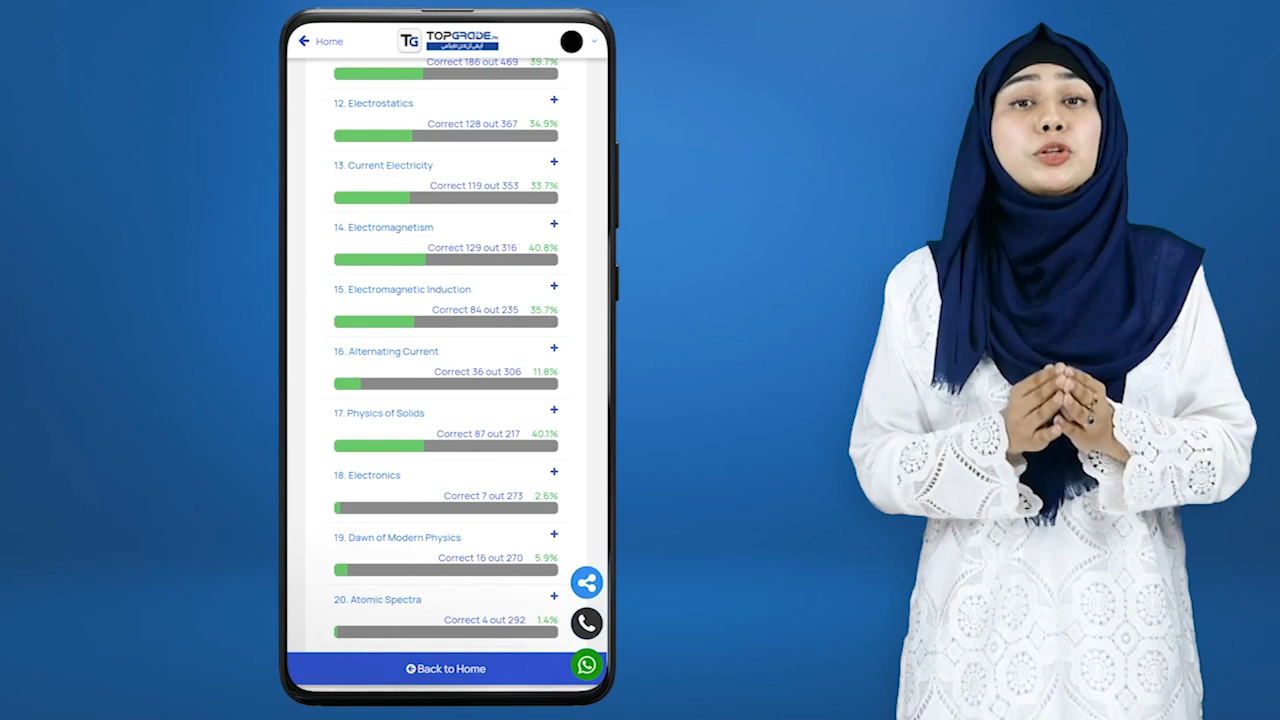 Home
TG TOPGRADE.PK
Correct 186 out 469 39.7%
12. Electrostatics +
Correct 128 out 367 34.9%
13. Current Electricity +
Correct 119 out 353 33.7%
14. Electromagnetism +
Correct 129 out 316 40.8%
15. Electromagnetic Induction +
Correct 84 out 235 35.7%
16. Alternating Current +
Correct 36 out 306 11.8%
17. Physics of Solids +
Correct 87 out 217 40.1%
18. Electronics +
Correct 7 out 273 2.6%
19. Dawn of Modern Physics +
Correct 16 out 270 5.9%
20. Atomic Spectra +
Correct 4 out 292 1.4%
Back to Home